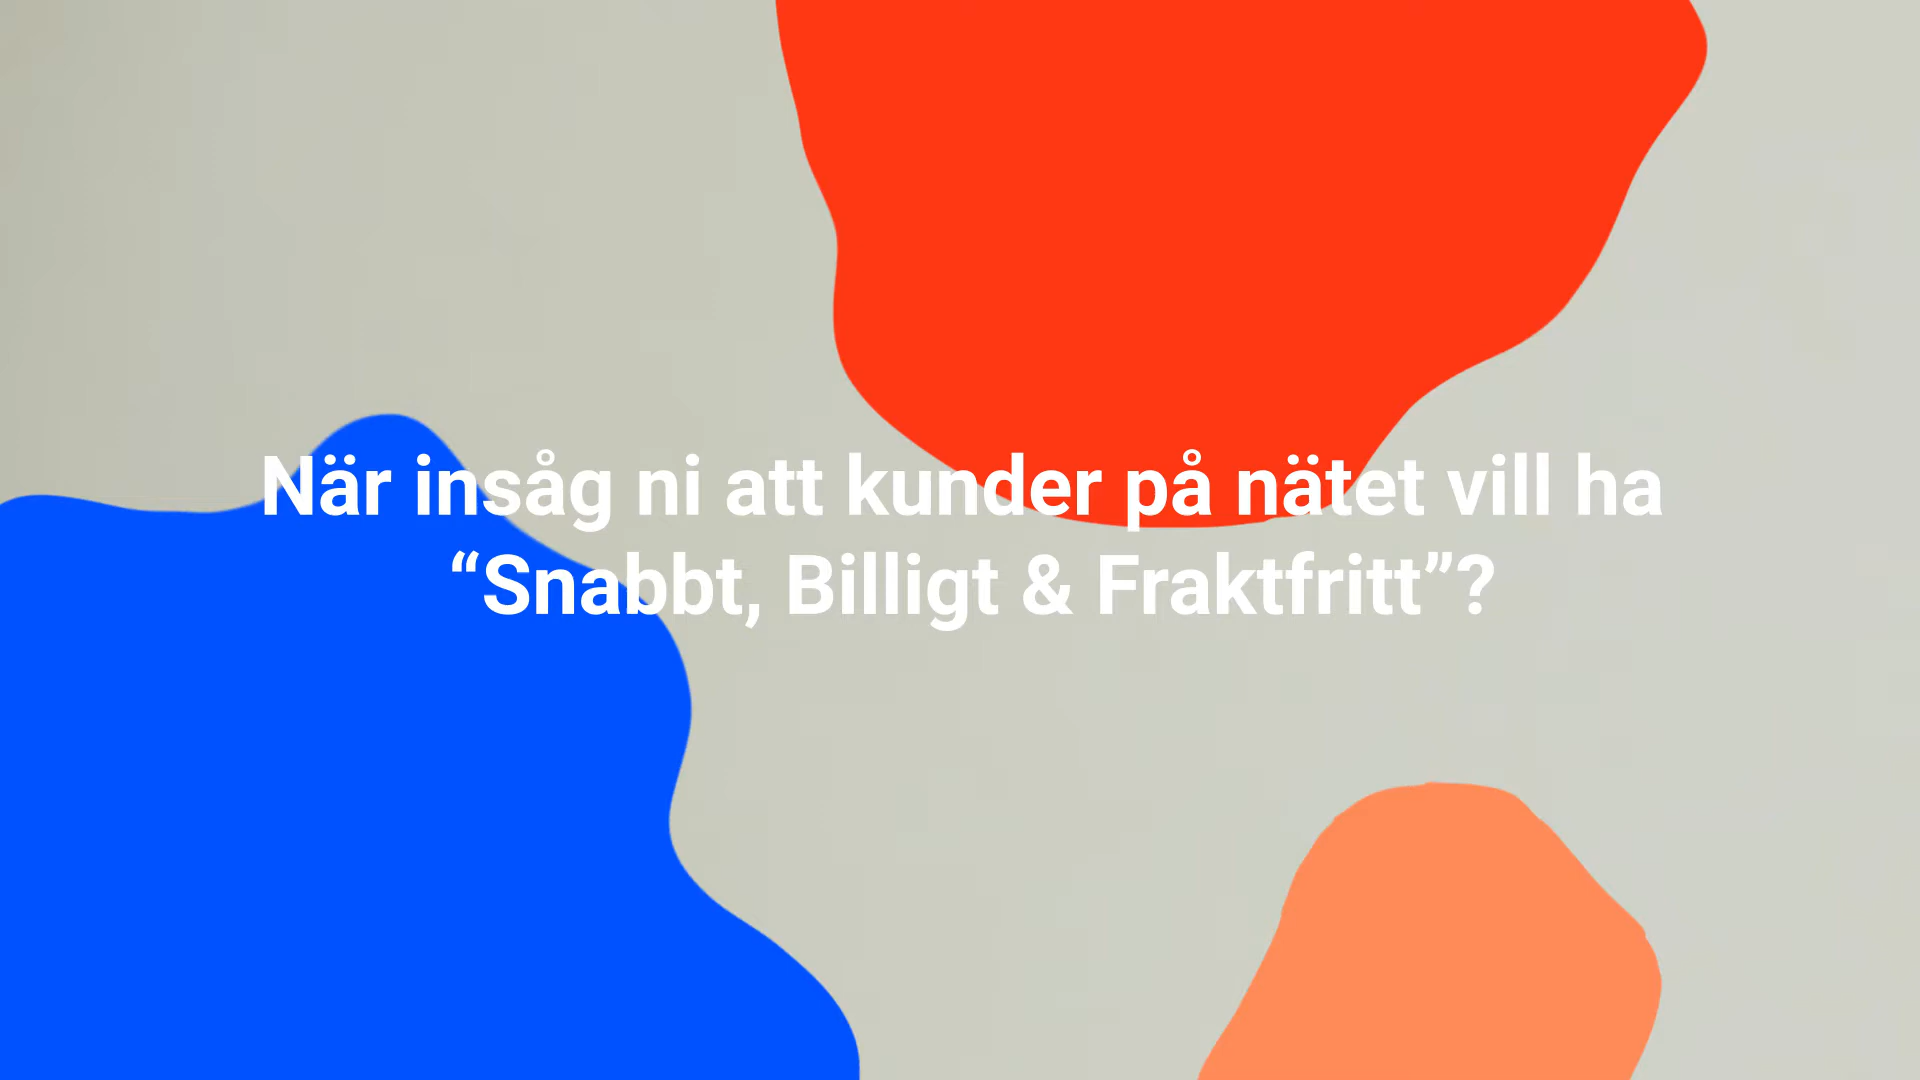 När insåg ni att kunder på nätet vill ha
“Snabbt, Billigt & Fraktfritt”?